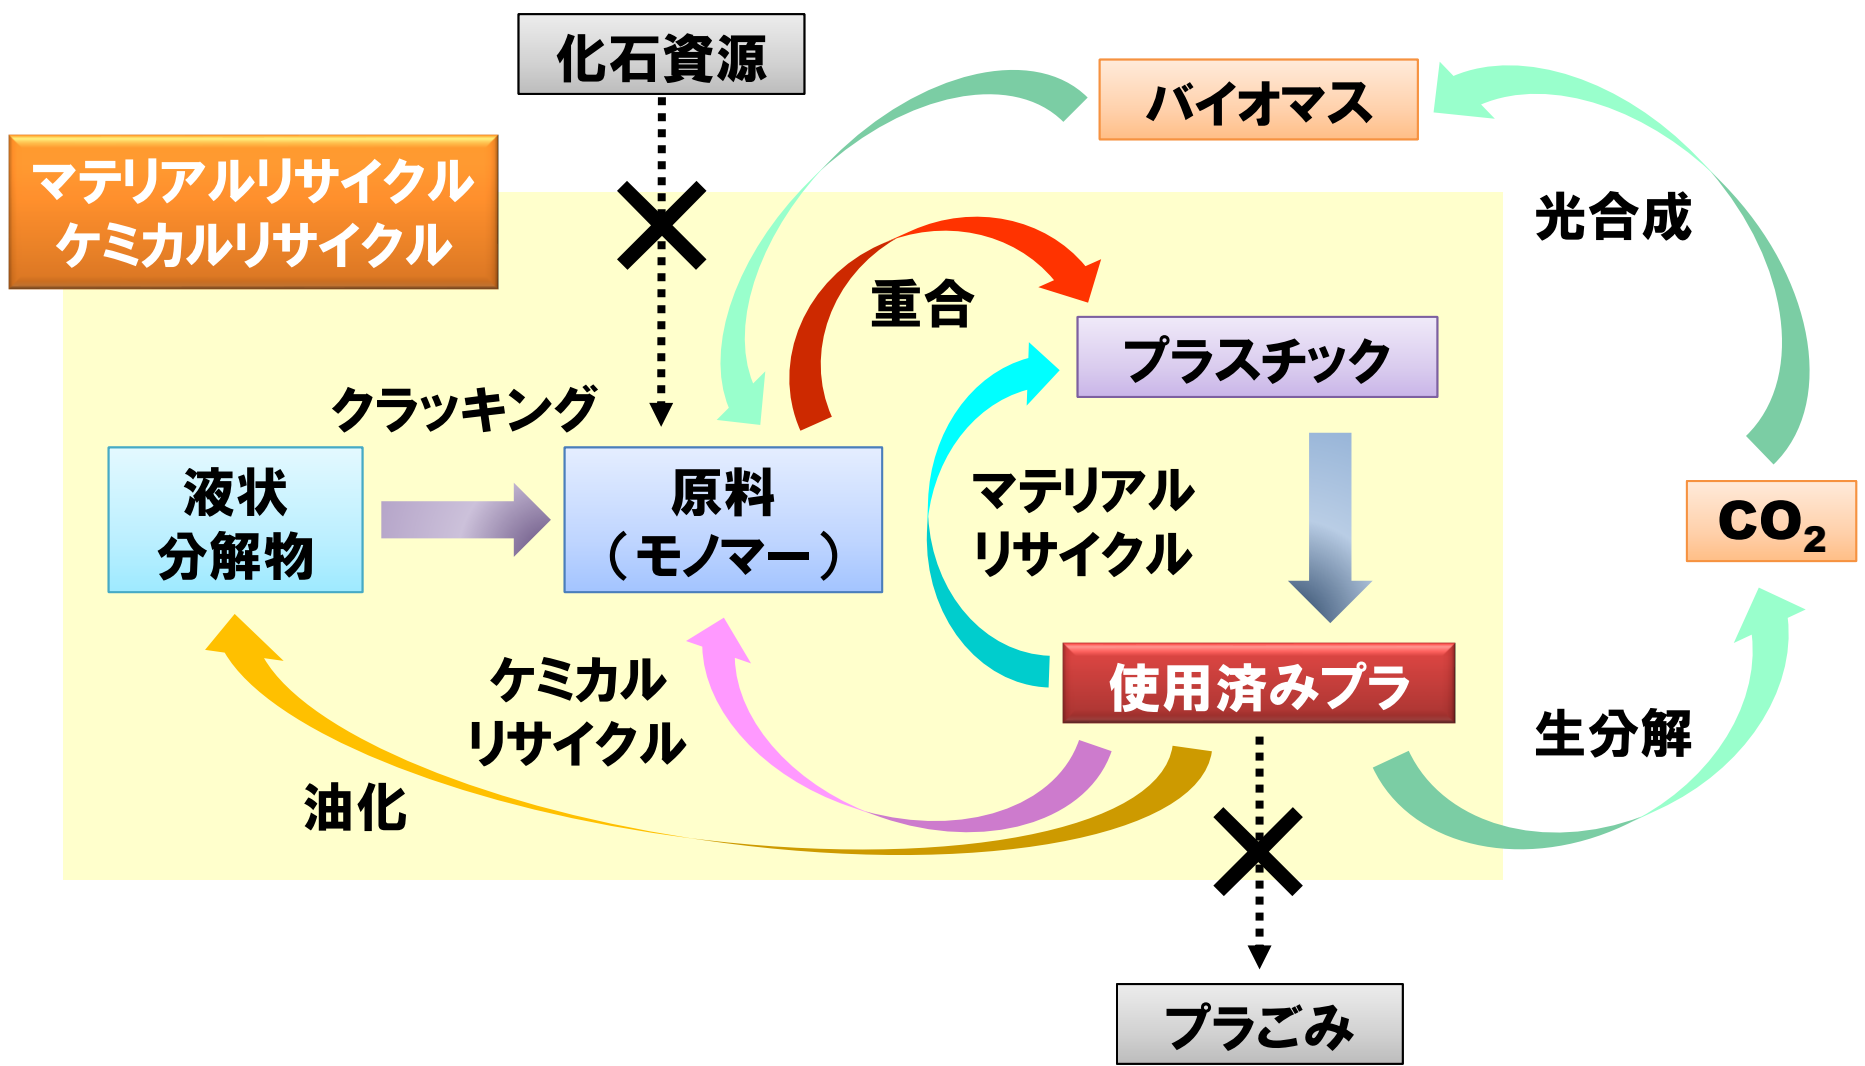 化石資源
バイオマス
マテリアルリサイクル
ケミカルリサイクル
光合成
重合
プラスチック
クラッキング
液状
分解物
原料
（モノマー）
マテリアル
リサイクル
CO₂
ケミカル
リサイクル
使用済みプラ
生分解
油化
プラごみ